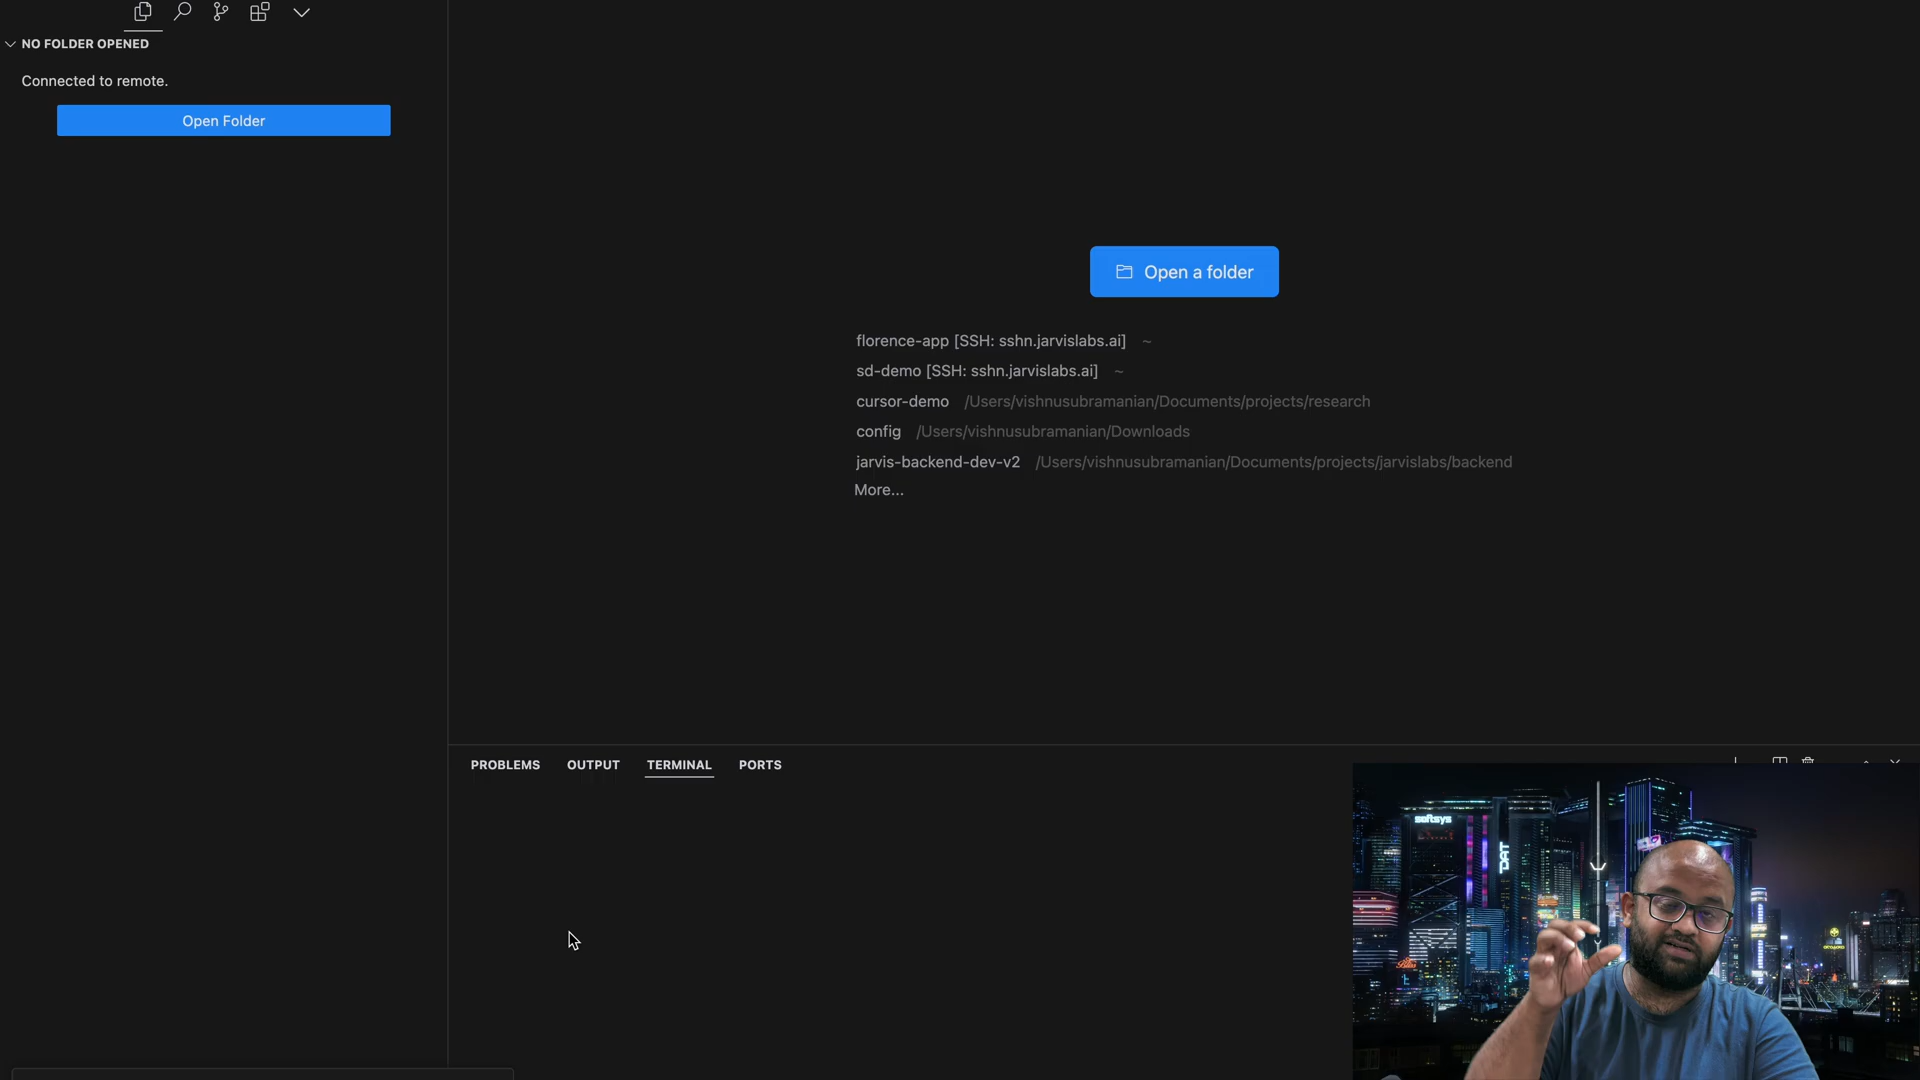 NO FOLDER OPENED
Connected to remote.
Open Folder
Open a folder
florence-app [SSH: sshn.jarvislabs.ai] ~
sd-demo [SSH: sshn.jarvislabs.ai] ~
cursor-demo /Users/vishnusubramanian/Documents/projects/research
config /Users/vishnusubramanian/Downloads
jarvis-backend-dev-v2 /Users/vishnusubramanian/Documents/projects/jarvislabs/backend
More...
PROBLEMS OUTPUT TERMINAL PORTS
softsys